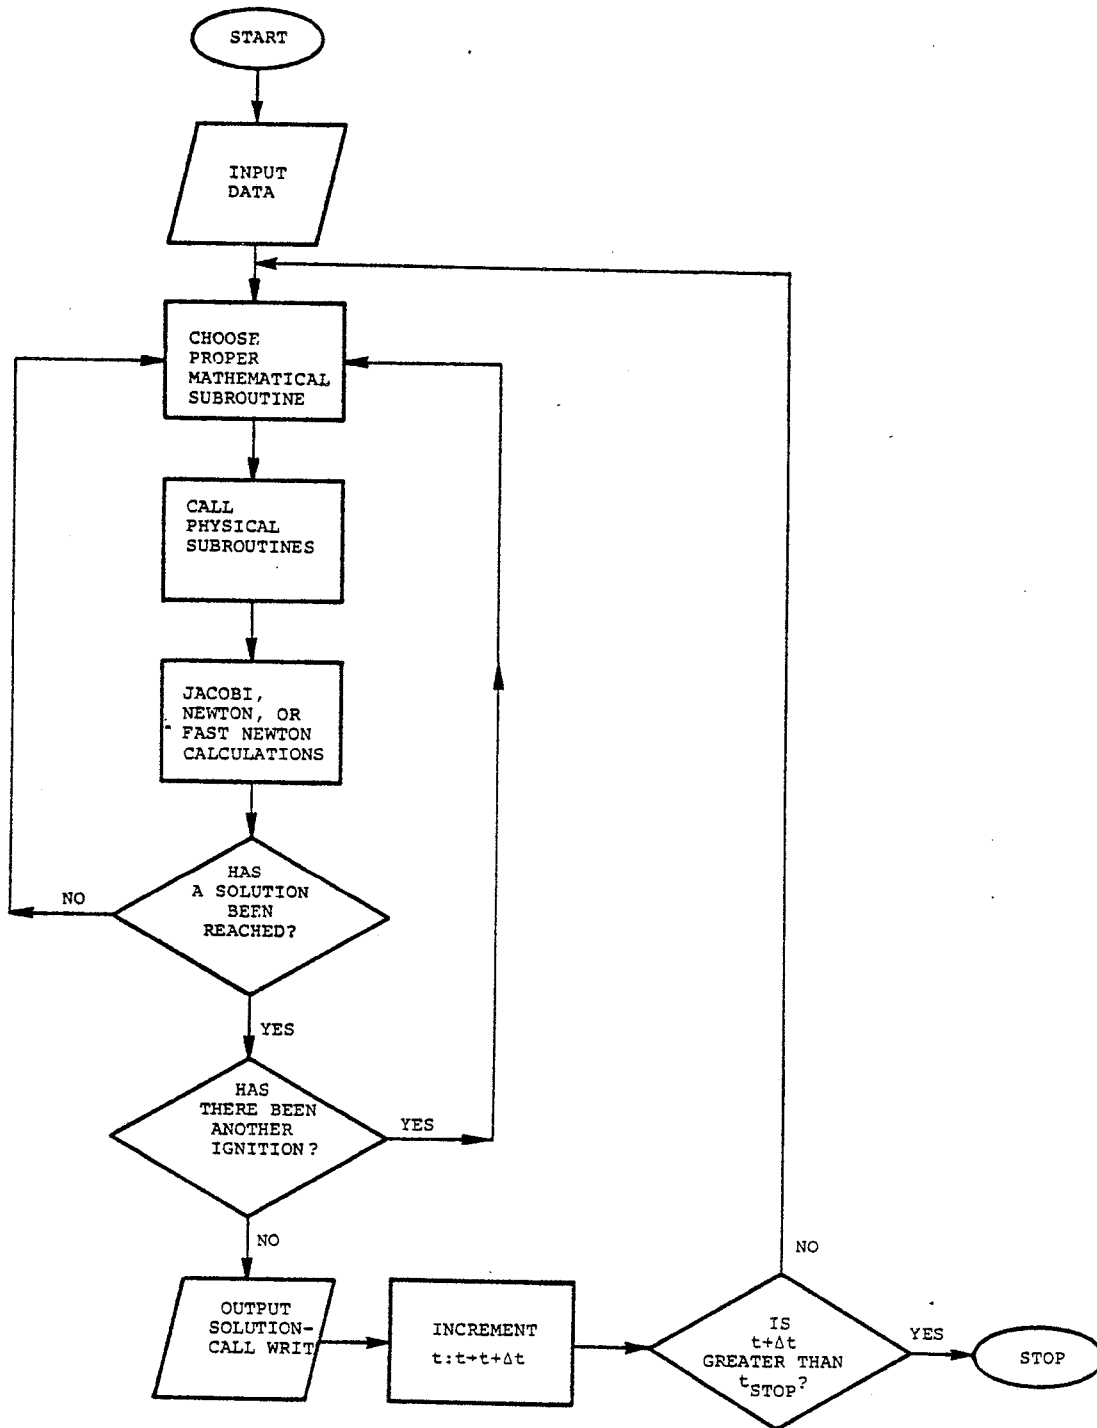 START
INPUT
DATA
CHOOSE
PROPER
MATHEMATICAL
SUBROUTINE
CALL
PHYSICAL
SUBROUTINES
JACOBI,
NEWTON, OR
FAST NEWTON
CALCULATIONS
HAS
A SOLUTION
BEEN
REACHED?
NO
YES
HAS
THERE BEEN
ANOTHER
IGNITION?
YES
NO
OUTPUT
SOLUTION-
CALL WRIT
INCREMENT
t:t→t+Δt
IS
t+Δt
GREATER THAN
tSTOP?
NO
YES
STOP